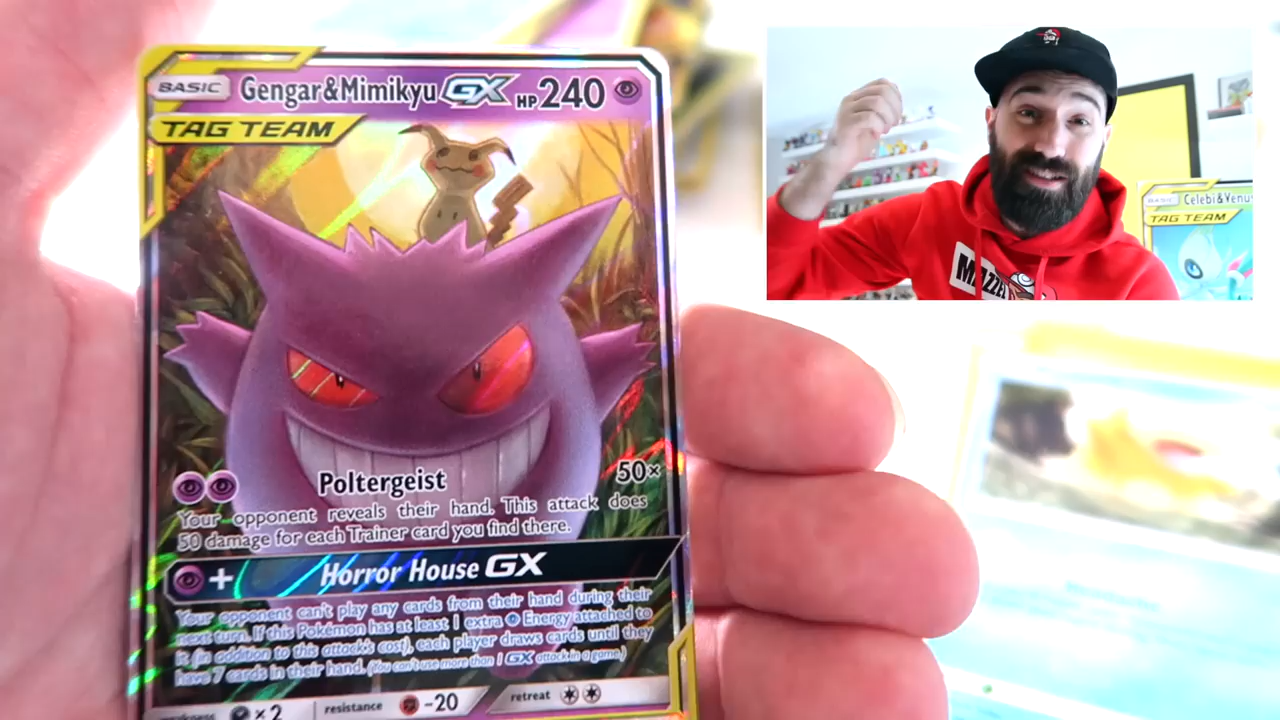 BASIC Gengar&Mimikyu GX HP240
TAG TEAM
Poltergeist 50×
Your opponent reveals their hand. This attack does
50 damage for each Trainer card you find there.
+ Horror House GX
Your opponent can't play any cards from their hand during their
next turn. If this Pokémon has at least 1 extra Energy attached to
it (in addition to this attack's cost), each player draws cards until they
have 7 cards in their hand. (You can't use more than 1 GX attack in a game.)
×2 resistance -20 retreat
BASIC Celebi&Venu
TAG TEAM